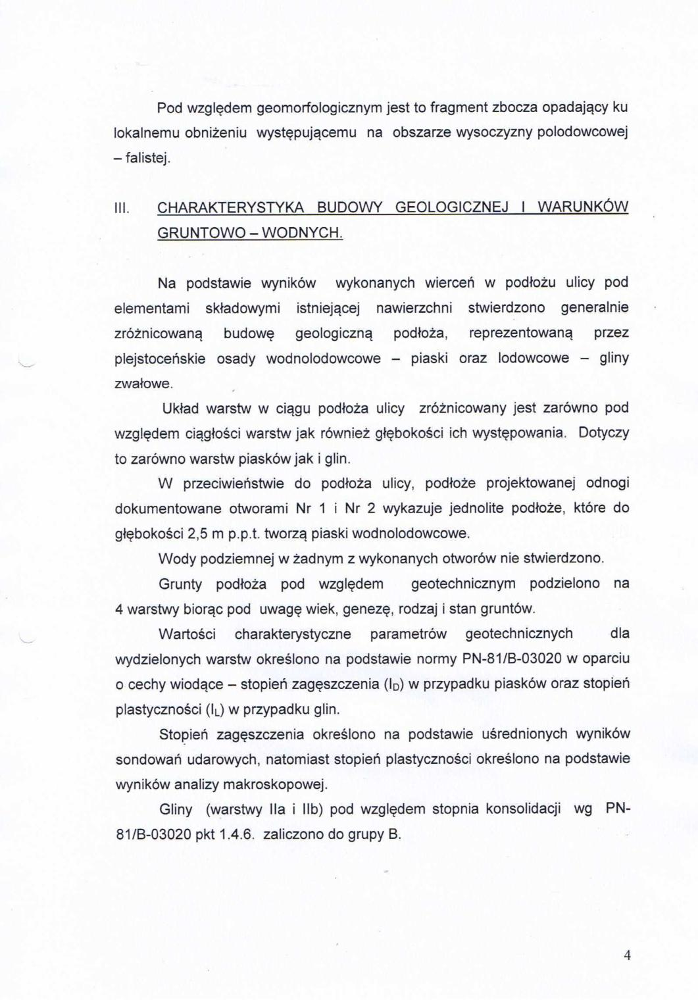 Pod względem geomorfologicznym jest to fragment zbocza opadający ku
lokalnemu obniżeniu występującemu na obszarze wysoczyzny polodowcowej
– falistej.
III. CHARAKTERYSTYKA BUDOWY GEOLOGICZNEJ I WARUNKÓW
GRUNTOWO – WODNYCH.
Na podstawie wyników wykonanych wierceń w podłożu ulicy pod
elementami składowymi istniejącej nawierzchni stwierdzono generalnie
zróżnicowaną budowę geologiczną podłoża, reprezentowaną przez
plejstoceńskie osady wodnolodowcowe – piaski oraz lodowcowe – gliny
zwałowe.
Układ warstw w ciągu podłoża ulicy zróżnicowany jest zarówno pod
względem ciągłości warstw jak również głębokości ich występowania. Dotyczy
to zarówno warstw piasków jak i glin.
W przeciwieństwie do podłoża ulicy, podłoże projektowanej odnogi
dokumentowane otworami Nr 1 i Nr 2 wykazuje jednolite podłoże, które do
głębokości 2,5 m p.p.t. tworzą piaski wodnolodowcowe.
Wody podziemnej w żadnym z wykonanych otworów nie stwierdzono.
Grunty podłoża pod względem geotechnicznym podzielono na
4 warstwy biorąc pod uwagę wiek, genezę, rodzaj i stan gruntów.
Wartości charakterystyczne parametrów geotechnicznych dla
wydzielonych warstw określono na podstawie normy PN-81/B-03020 w oparciu
o cechy wiodące – stopień zagęszczenia (ID) w przypadku piasków oraz stopień
plastyczności (IL) w przypadku glin.
Stopień zagęszczenia określono na podstawie uśrednionych wyników
sondowań udarowych, natomiast stopień plastyczności określono na podstawie
wyników analizy makroskopowej.
Gliny (warstwy IIa i IIb) pod względem stopnia konsolidacji wg PN-
81/B-03020 pkt 1.4.6. zaliczono do grupy B.
4